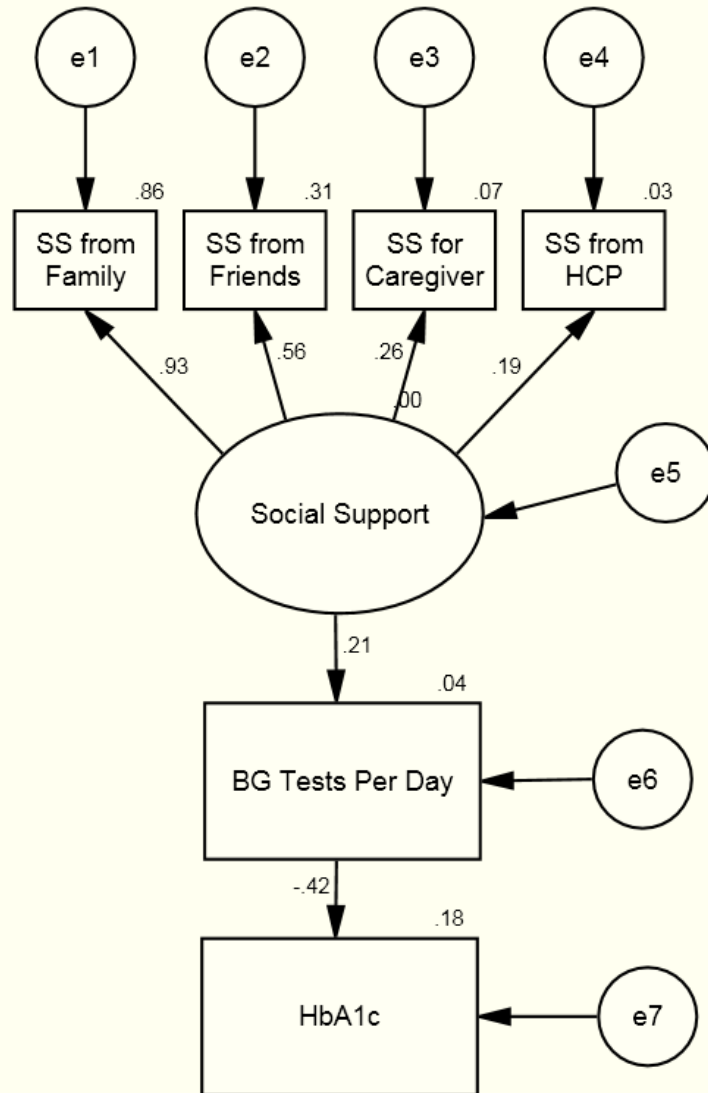 e1
e2
e3
e4
.86
.31
.07
.03
SS from
Family
SS from
Friends
SS for
Caregiver
SS from
HCP
.93
.56
.26
.19
.00
Social Support
e5
.21
.04
BG Tests Per Day
e6
-.42
.18
HbA1c
e7